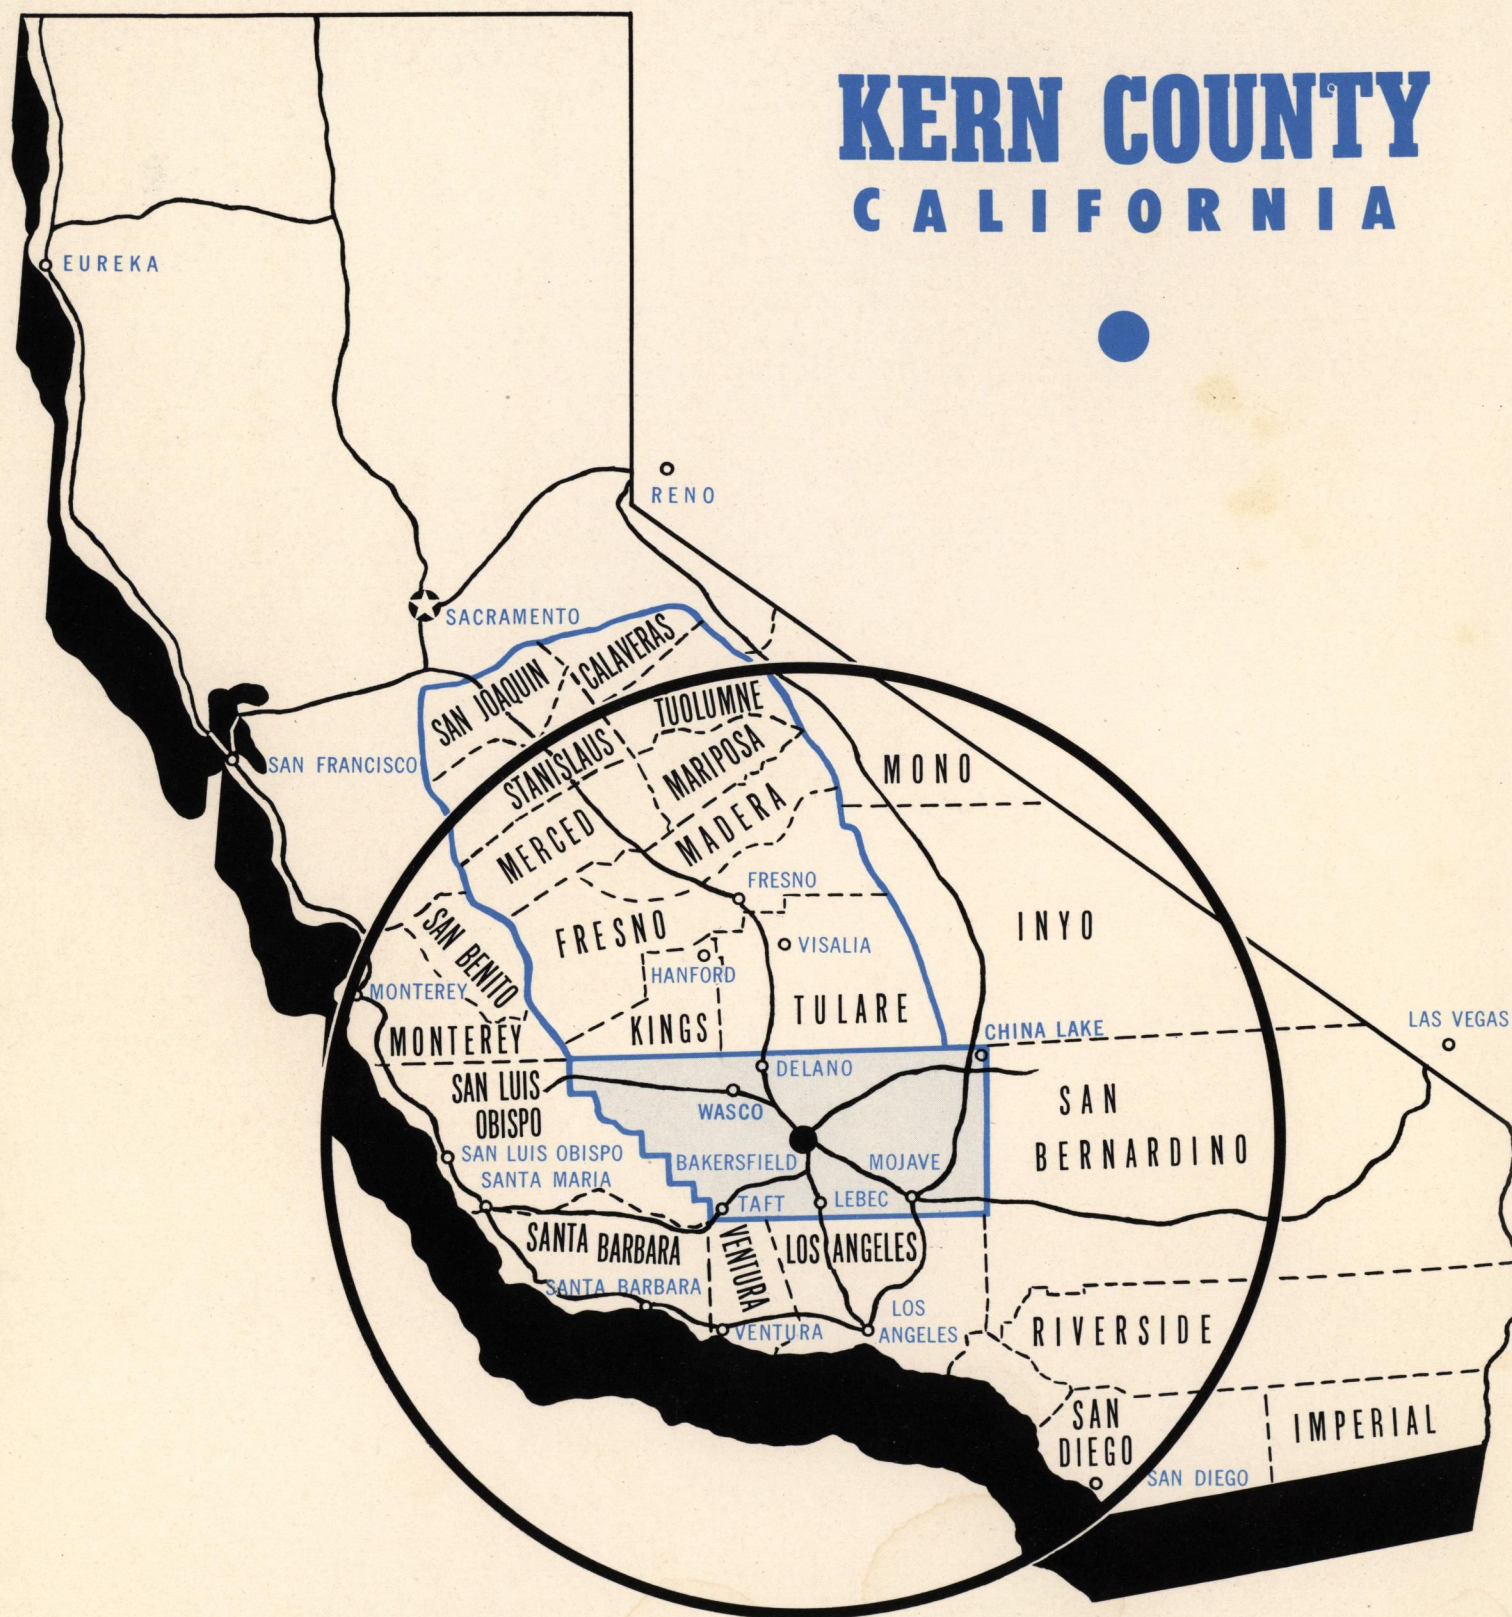 KERN COUNTY
CALIFORNIA
EUREKA
RENO
SACRAMENTO
CALAVERAS
SAN JOAQUIN
TUOLUMNE
STANISLAUS
MARIPOSA
MONO
SAN FRANCISCO
MERCED
MADERA
FRESNO
FRESNO
INYO
SAN BENITO
VISALIA
HANFORD
MONTEREY
TULARE
KINGS
MONTEREY
CHINA LAKE
LAS VEGAS
DELANO
SAN LUIS
OBISPO
WASCO
SAN
BERNARDINO
SAN LUIS OBISPO
SANTA MARIA
BAKERSFIELD
MOJAVE
TAFT
LEBEC
SANTA BARBARA
VENTURA
LOS ANGELES
SANTA BARBARA
VENTURA
LOS
ANGELES
RIVERSIDE
SAN
DIEGO
IMPERIAL
SAN DIEGO